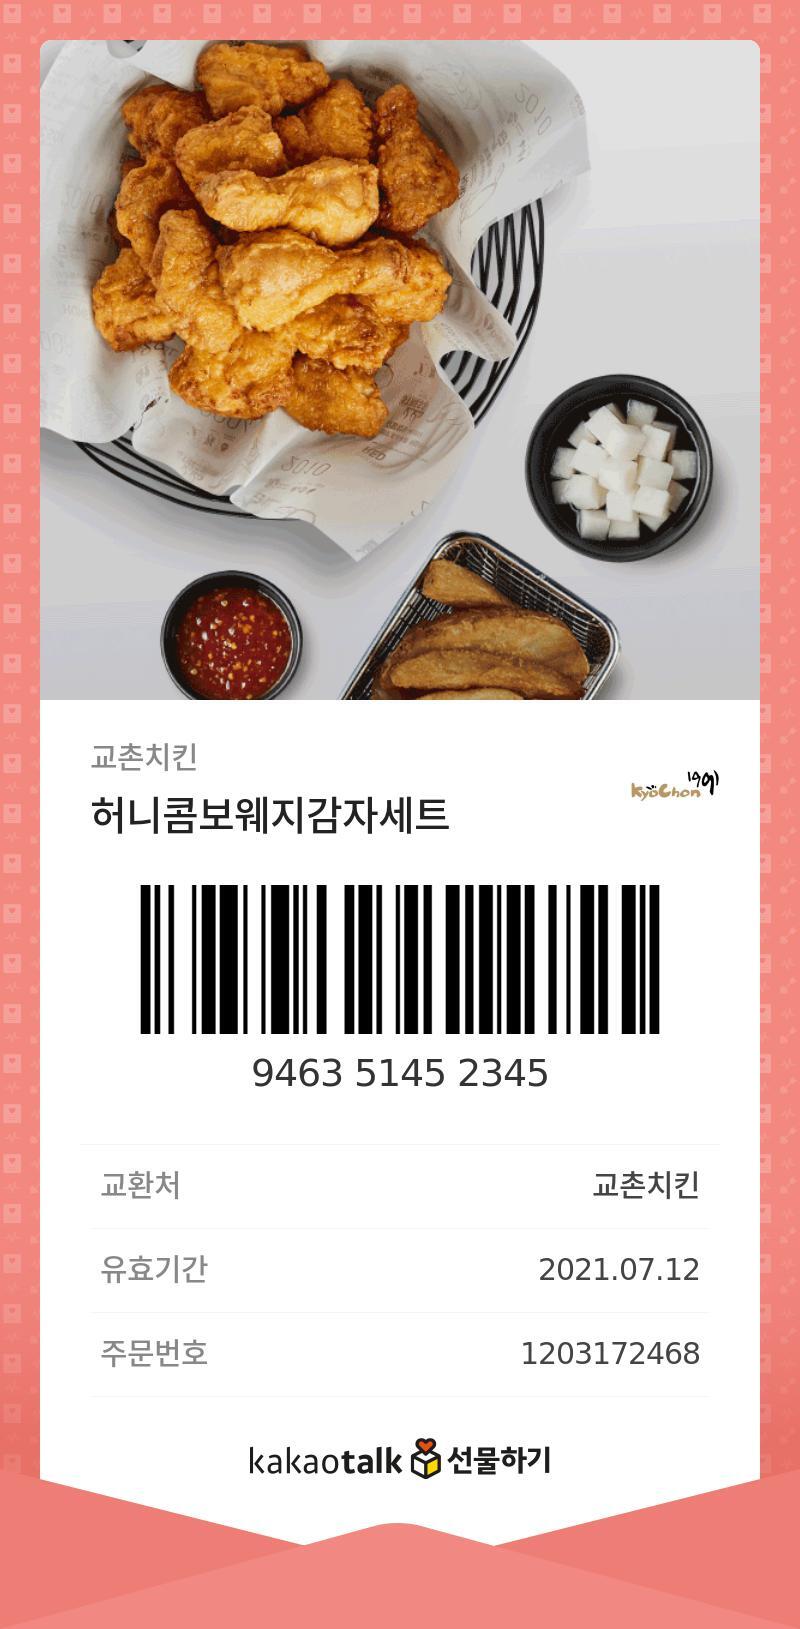 교촌치킨
허니콤보웨지감자세트
KyoChon 1991
9463 5145 2345
교환처 교촌치킨
유효기간 2021.07.12
주문번호 1203172468
kakaotalk 선물하기